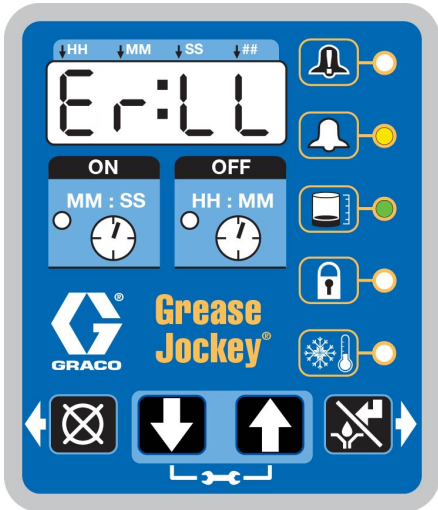 HH MM SS ##
Er:LL
ON OFF
MM : SS HH : MM
GRACO®
Grease
Jockey®